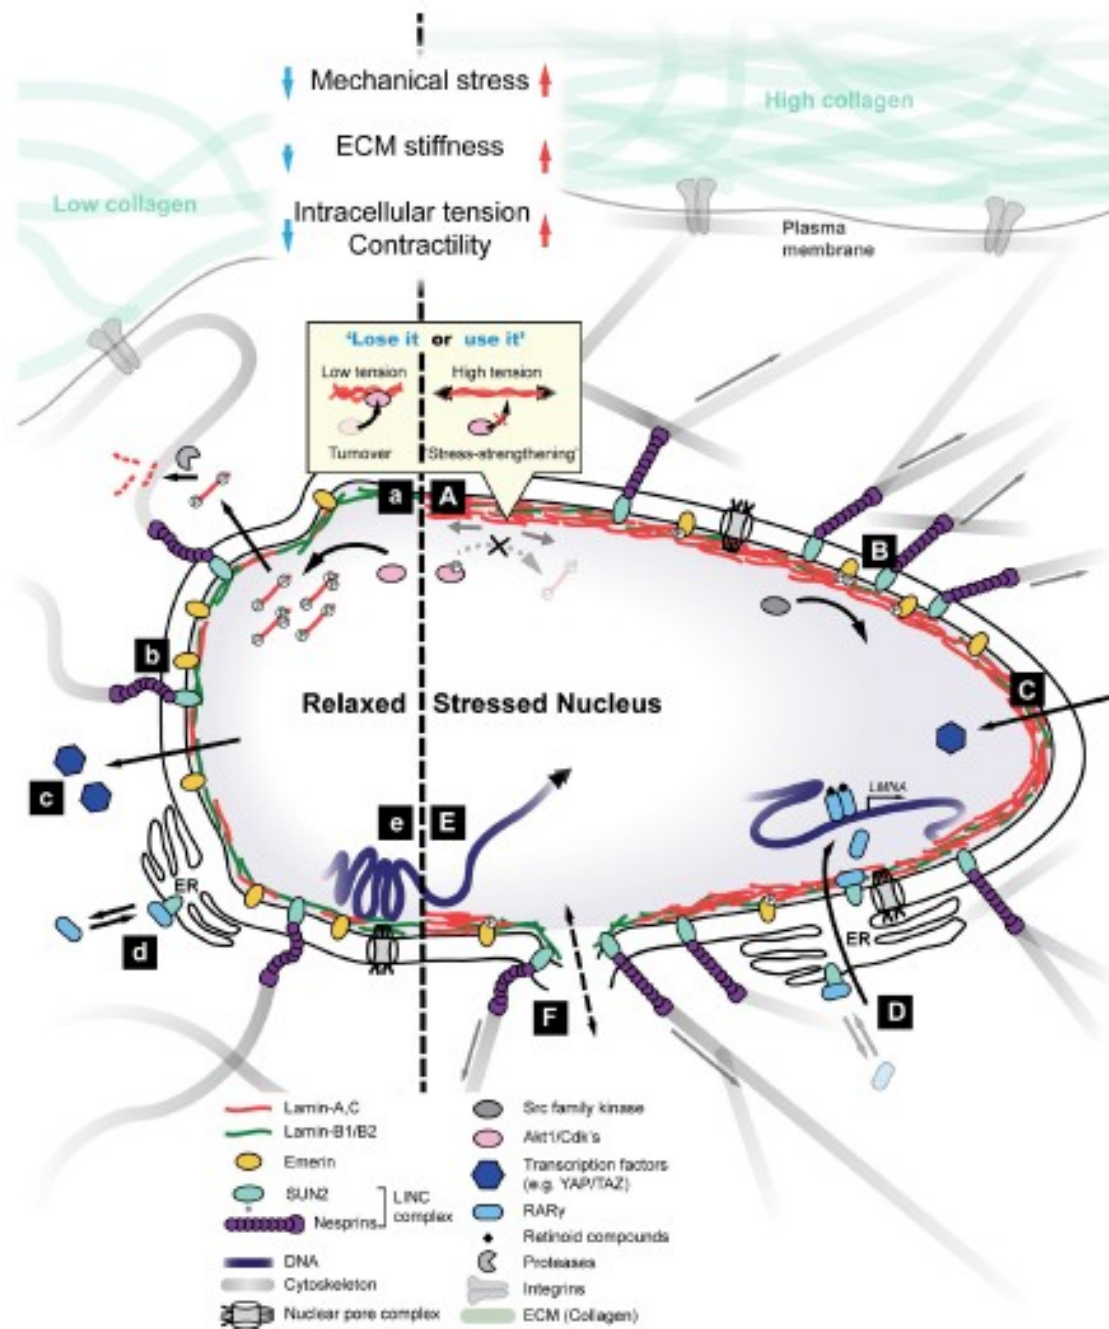 Mechanical stress
High collagen
ECM stiffness
Low collagen
Intracellular tension
Contractility
Plasma
membrane
'Lose it or use it'
Low tension
High tension
Turnover
'Stress-strengthening'
a
A
B
b
C
Relaxed
Stressed Nucleus
c
LMNA
e
E
ER
d
ER
F
D
Lamin-A,C
Lamin-B1/B2
Emerin
SUN2
Nesprins
LINC
complex
DNA
Cytoskeleton
Nuclear pore complex
Src family kinase
Akt1/Cdk's
Transcription factors
(e.g. YAP/TAZ)
RARγ
Retinoid compounds
Proteases
Integrins
ECM (Collagen)